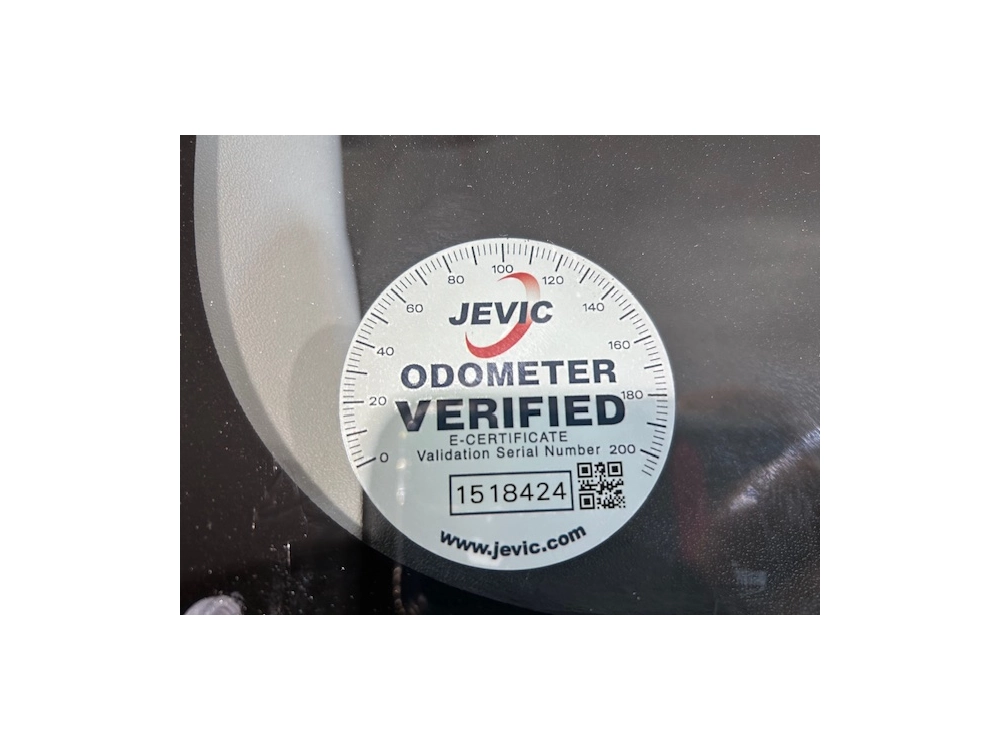 0 20 40 60 80 100 120 140 160 180 200
JEVIC
ODOMETER
VERIFIED
E-CERTIFICATE
Validation Serial Number
1518424
www.jevic.com